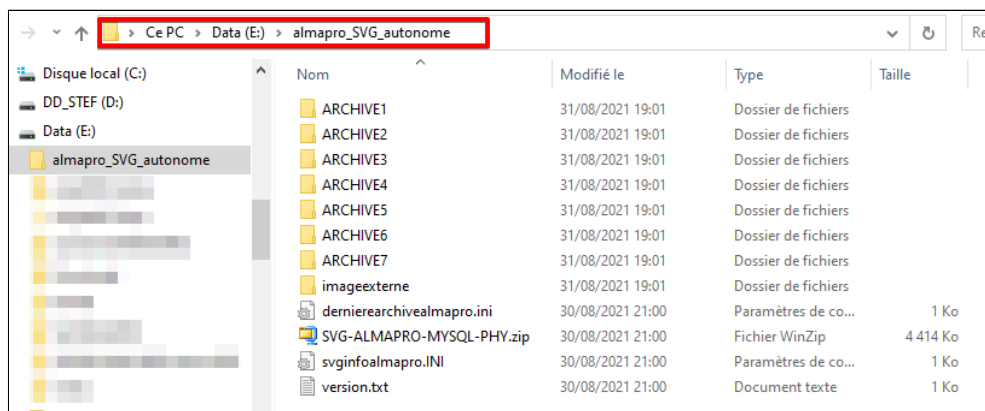 Ce PC > Data (E:) > almapro_SVG_autonome
Re
Disque local (C:)
DD_STEF (D:)
Data (E:)
almapro_SVG_autonome
Nom Modifié le Type Taille
ARCHIVE1 31/08/2021 19:01 Dossier de fichiers
ARCHIVE2 31/08/2021 19:01 Dossier de fichiers
ARCHIVE3 31/08/2021 19:01 Dossier de fichiers
ARCHIVE4 31/08/2021 19:01 Dossier de fichiers
ARCHIVE5 31/08/2021 19:01 Dossier de fichiers
ARCHIVE6 31/08/2021 19:01 Dossier de fichiers
ARCHIVE7 31/08/2021 19:01 Dossier de fichiers
imageexterne 31/08/2021 19:01 Dossier de fichiers
dernierearchivealmapro.ini 30/08/2021 21:00 Paramètres de co... 1 Ko
SVG-ALMAPRO-MYSQL-PHY.zip 30/08/2021 21:00 Fichier WinZip 4 414 Ko
svginfoalmapro.INI 30/08/2021 21:00 Paramètres de co... 1 Ko
version.txt 30/08/2021 21:00 Document texte 1 Ko